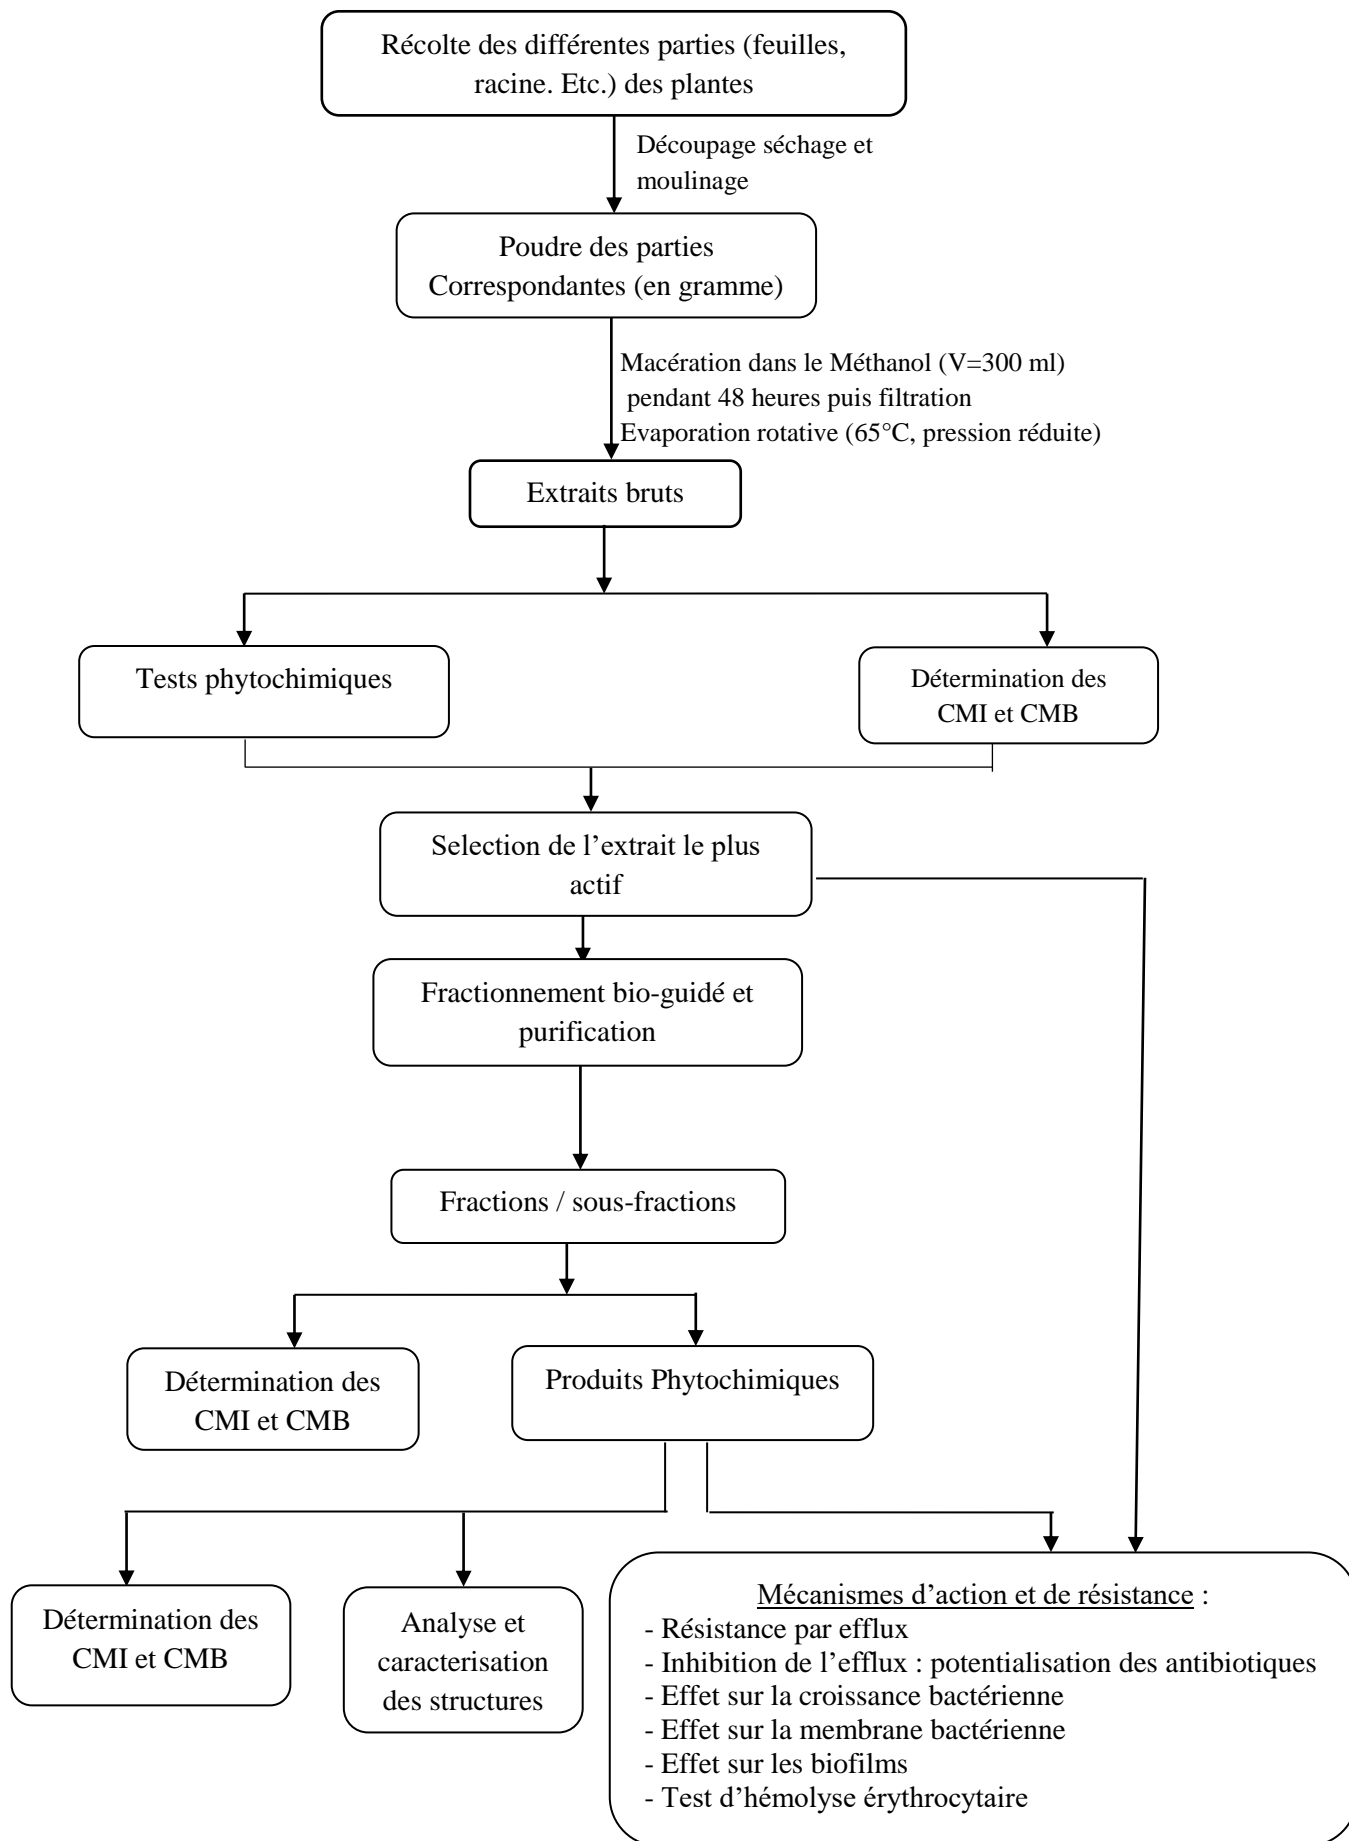 Récolte des différentes parties (feuilles,
racine. Etc.) des plantes
Découpage séchage et
moulinage
Poudre des parties
Correspondantes (en gramme)
Macération dans le Méthanol (V=300 ml)
pendant 48 heures puis filtration
Evaporation rotative (65°C, pression réduite)
Extraits bruts
Tests phytochimiques
Détermination des
CMI et CMB
Selection de l’extrait le plus
actif
Fractionnement bio-guidé et
purification
Fractions / sous-fractions
Détermination des
CMI et CMB
Produits Phytochimiques
Détermination des
CMI et CMB
Analyse et
caracterisation
des structures
Mécanismes d’action et de résistance :
- Résistance par efflux
- Inhibition de l’efflux : potentialisation des antibiotiques
- Effet sur la croissance bactérienne
- Effet sur la membrane bactérienne
- Effet sur les biofilms
- Test d’hémolyse érythrocytaire